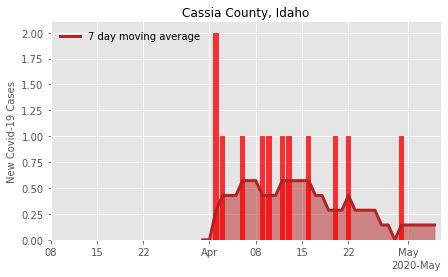 Cassia County, Idaho
7 day moving average
New Covid-19 Cases
2.00
1.75
1.50
1.25
1.00
0.75
0.50
0.25
0.00
08
15
22
Apr
08
15
22
May
2020-May